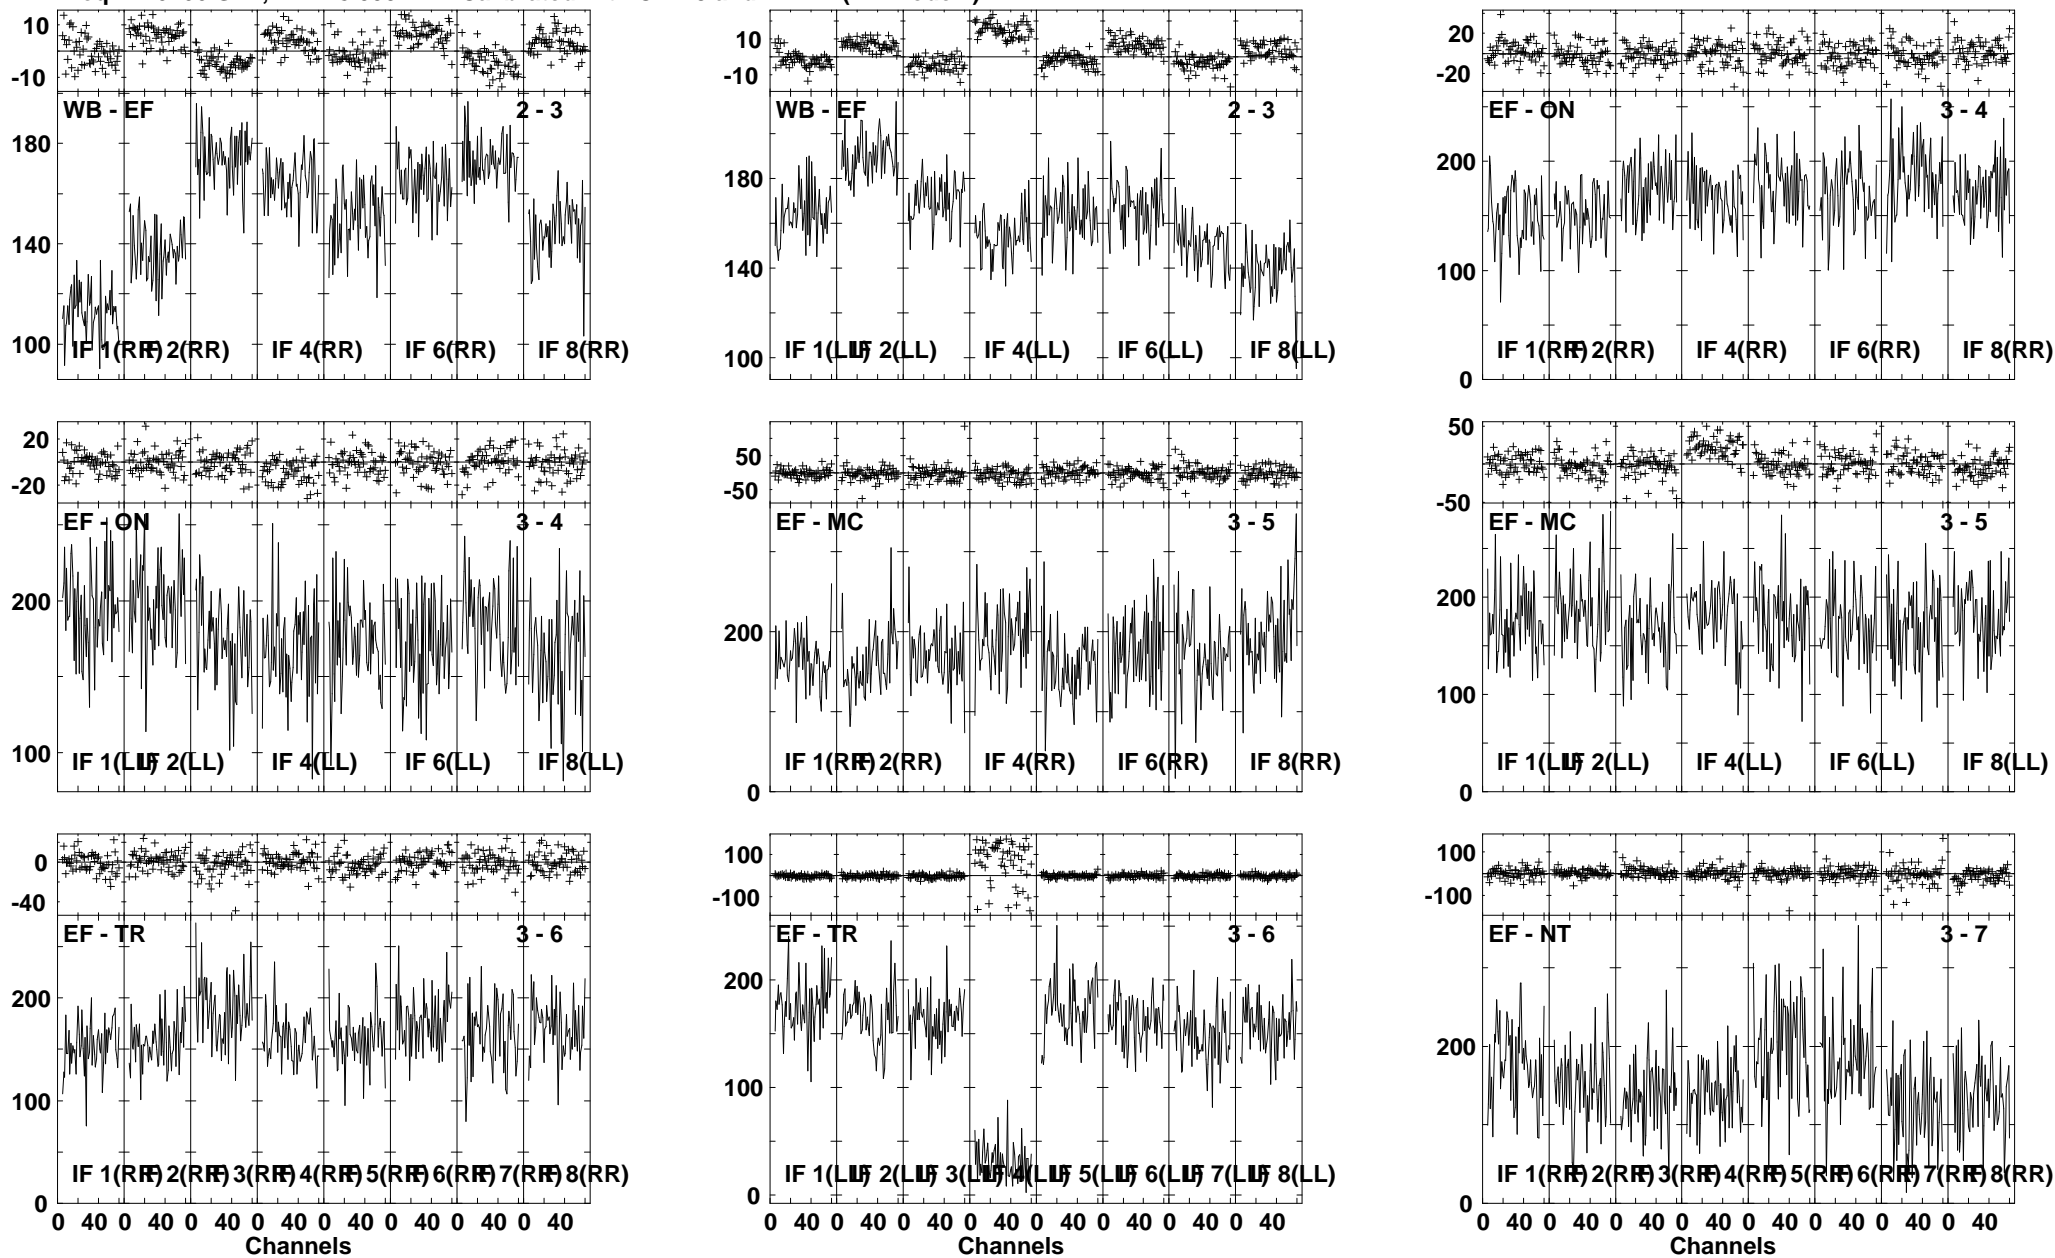 10
-10
WB - EF 2 - 3
180
140
100
IF 1(RR) IF 2(RR) IF 4(RR) IF 6(RR) IF 8(RR)
10
-10
WB - EF 2 - 3
180
140
100
IF 1(LL) IF 2(LL) IF 4(LL) IF 6(LL) IF 8(LL)
20
-20
EF - ON 3 - 4
200
100
0
IF 1(RR) IF 2(RR) IF 4(RR) IF 6(RR) IF 8(RR)
20
-20
EF - ON 3 - 4
200
100
IF 1(LL) IF 2(LL) IF 4(LL) IF 6(LL) IF 8(LL)
50
-50
EF - MC 3 - 5
200
0
IF 1(RR) IF 2(RR) IF 4(RR) IF 6(RR) IF 8(RR)
50
-50
EF - MC 3 - 5
200
100
0
IF 1(LL) IF 2(LL) IF 4(LL) IF 6(LL) IF 8(LL)
0
-40
EF - TR 3 - 6
200
100
0
IF 1(RR) IF 2(RR) IF 3(RR) IF 4(RR) IF 5(RR) IF 6(RR) IF 7(RR) IF 8(RR)
0 40 0 40 0 40 0 40 0 40 0 40 0 40 0 40
Channels
100
-100
EF - TR 3 - 6
200
100
0
IF 1(LL) IF 2(LL) IF 3(LL) IF 4(LL) IF 5(LL) IF 6(LL) IF 7(LL) IF 8(LL)
0 40 0 40 0 40 0 40 0 40 0 40 0 40 0 40
Channels
100
-100
EF - NT 3 - 7
200
0
IF 1(RR) IF 2(RR) IF 3(RR) IF 4(RR) IF 5(RR) IF 6(RR) IF 7(RR) IF 8(RR)
0 40 0 40 0 40 0 40 0 40 0 40 0 40 0 40
Channels